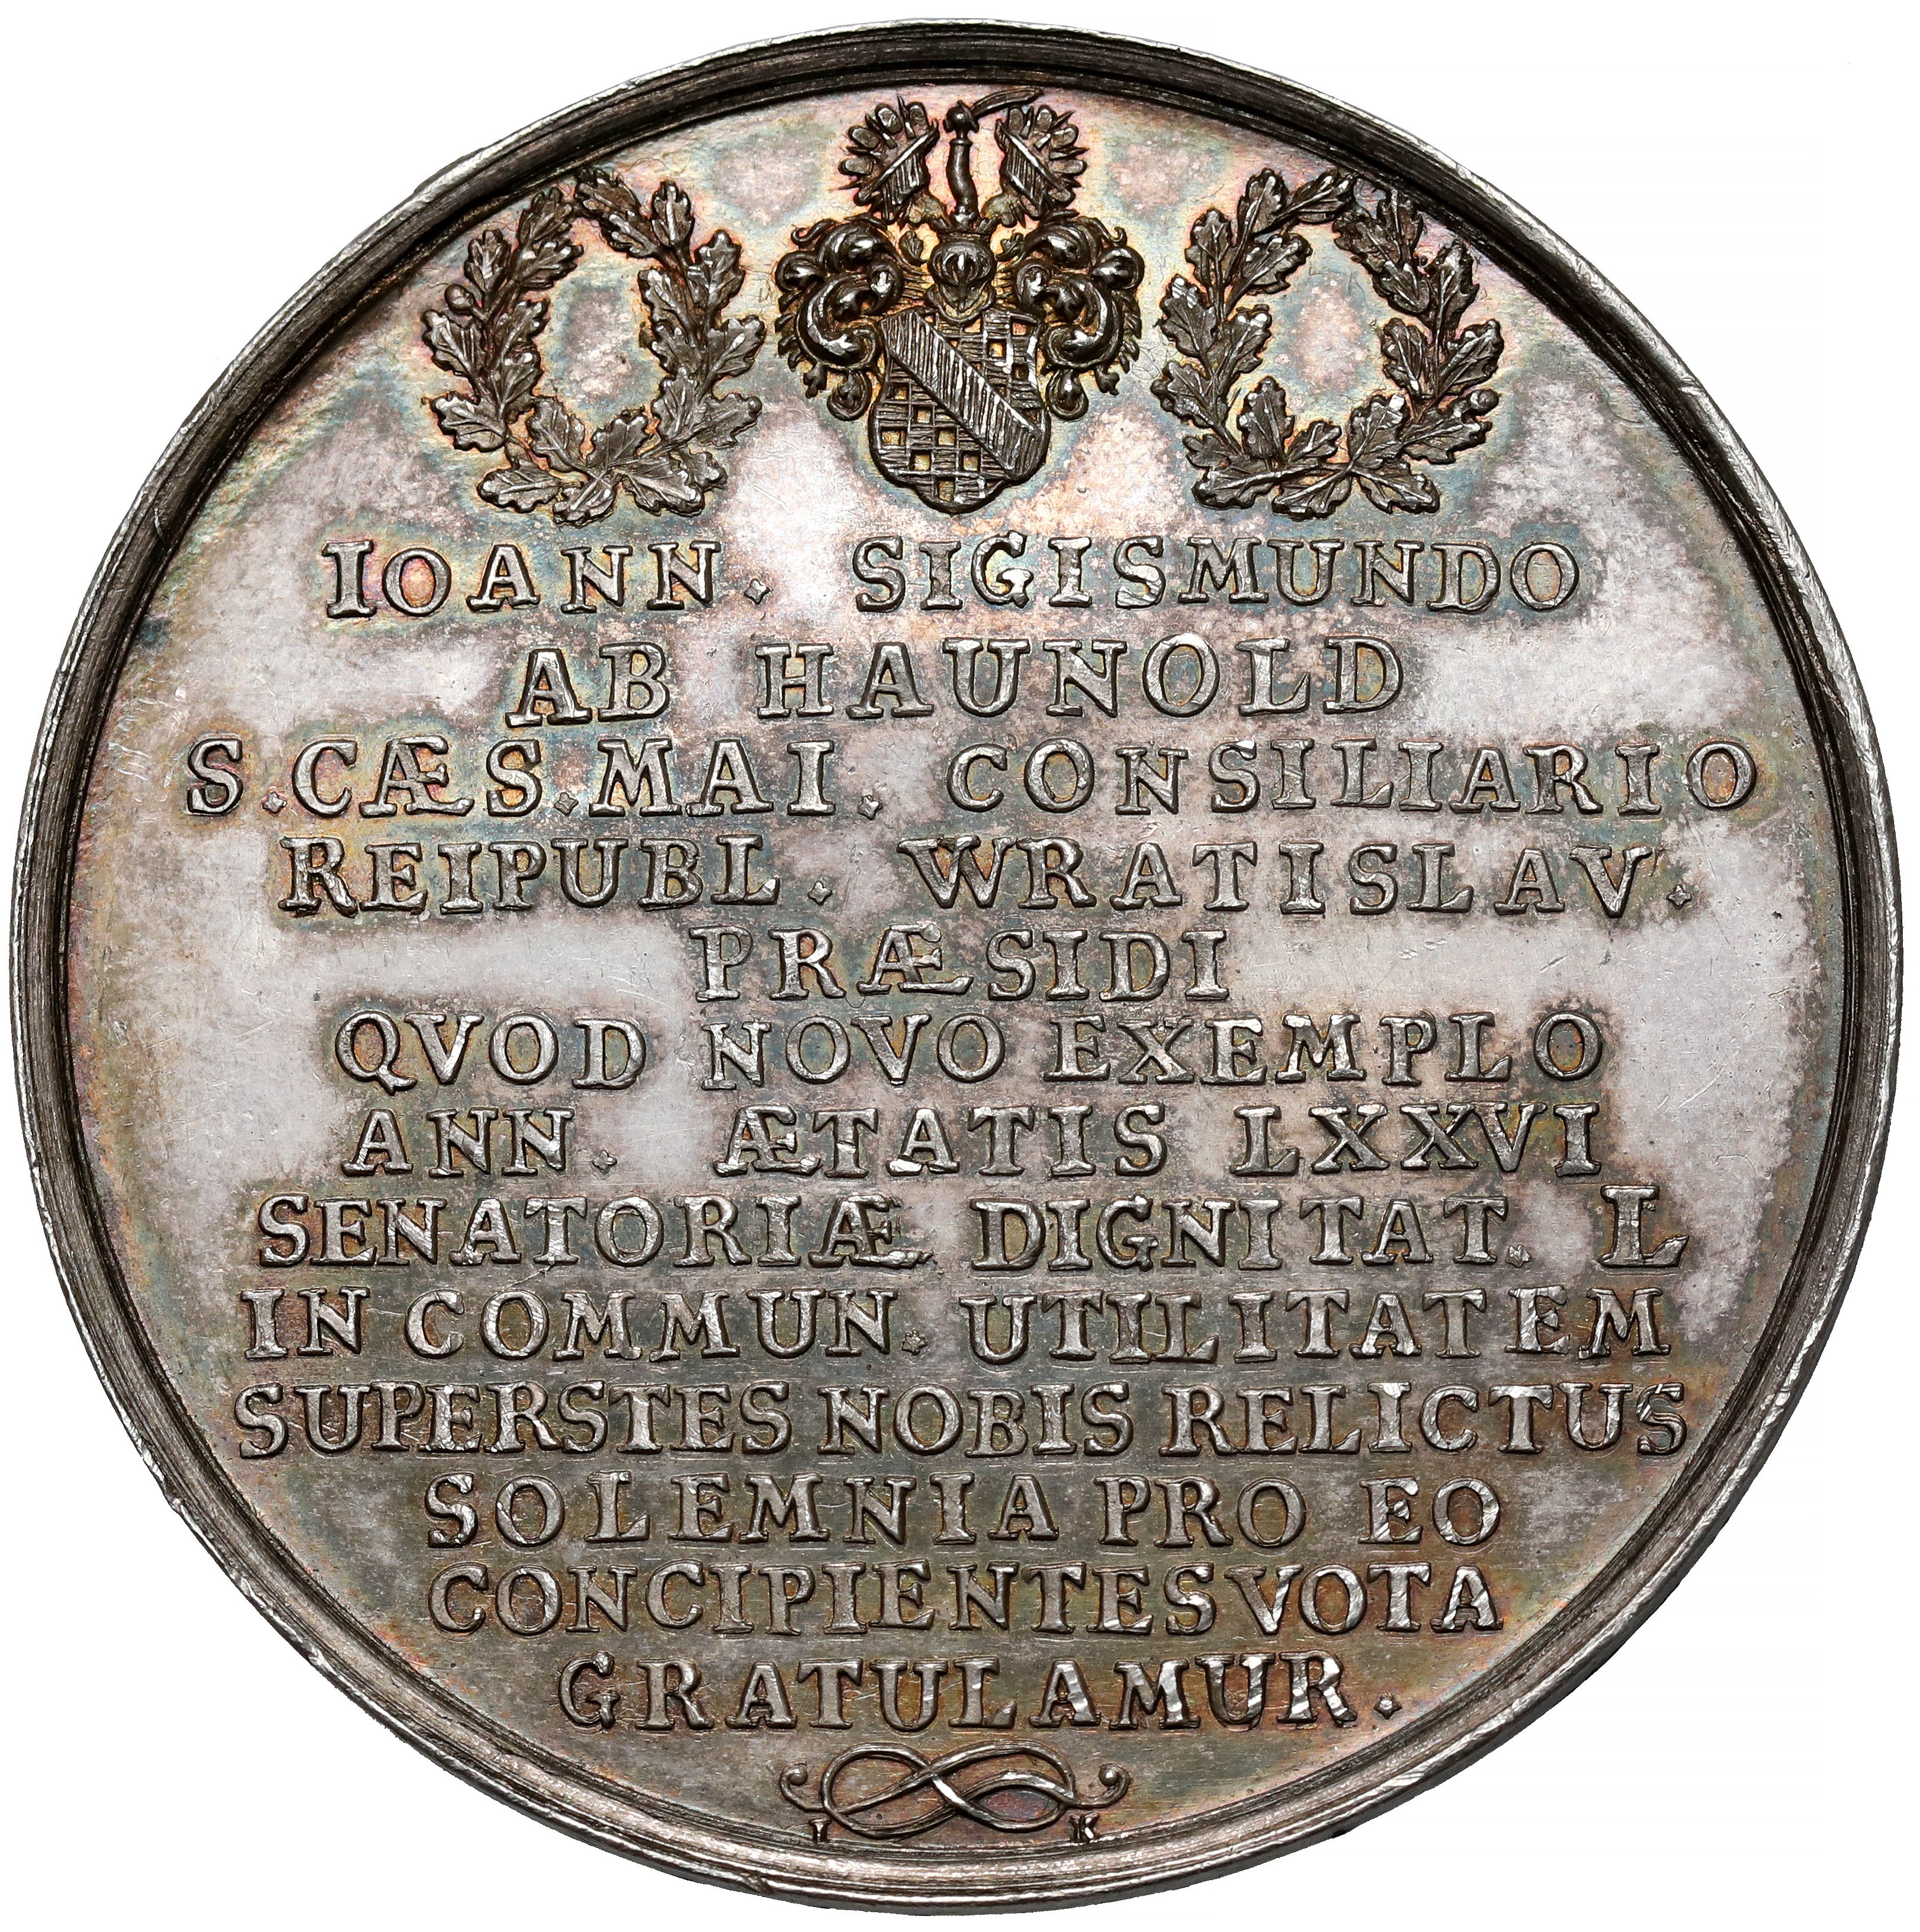 IOANN. SIGISMUNDO
AB HAUNOLD
S. CÆS. MAI. CONSILIARIO
REIPUBL. WRATISLAV.
PRÆSIDI
QVOD NOVO EXEMPLO
ANN. ÆTATIS LXXVI
SENATORIÆ DIGNITAT. L
IN COMMUN. UTILITATEM
SUPERSTES NOBIS RELICTUS
SOLEMNIA PRO EO
CONCIPIENTES VOTA
GRATULAMUR.
I K